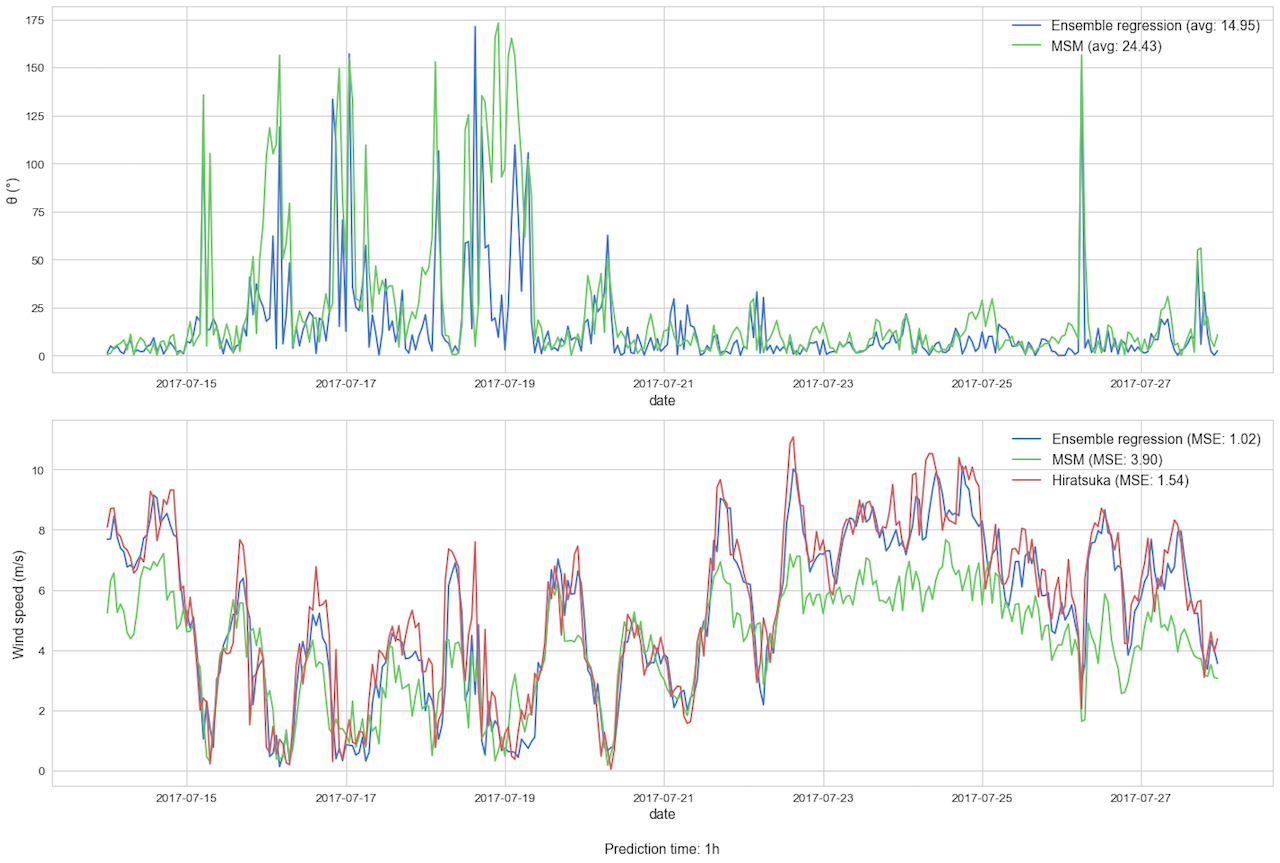 175
150
125
100
75
50
25
0
θ (°)
Ensemble regression (avg: 14.95)
MSM (avg: 24.43)
2017-07-15 2017-07-17 2017-07-19 2017-07-21 2017-07-23 2017-07-25 2017-07-27
date
10
8
6
4
2
0
Wind speed (m/s)
Ensemble regression (MSE: 1.02)
MSM (MSE: 3.90)
Hiratsuka (MSE: 1.54)
2017-07-15 2017-07-17 2017-07-19 2017-07-21 2017-07-23 2017-07-25 2017-07-27
date
Prediction time: 1h